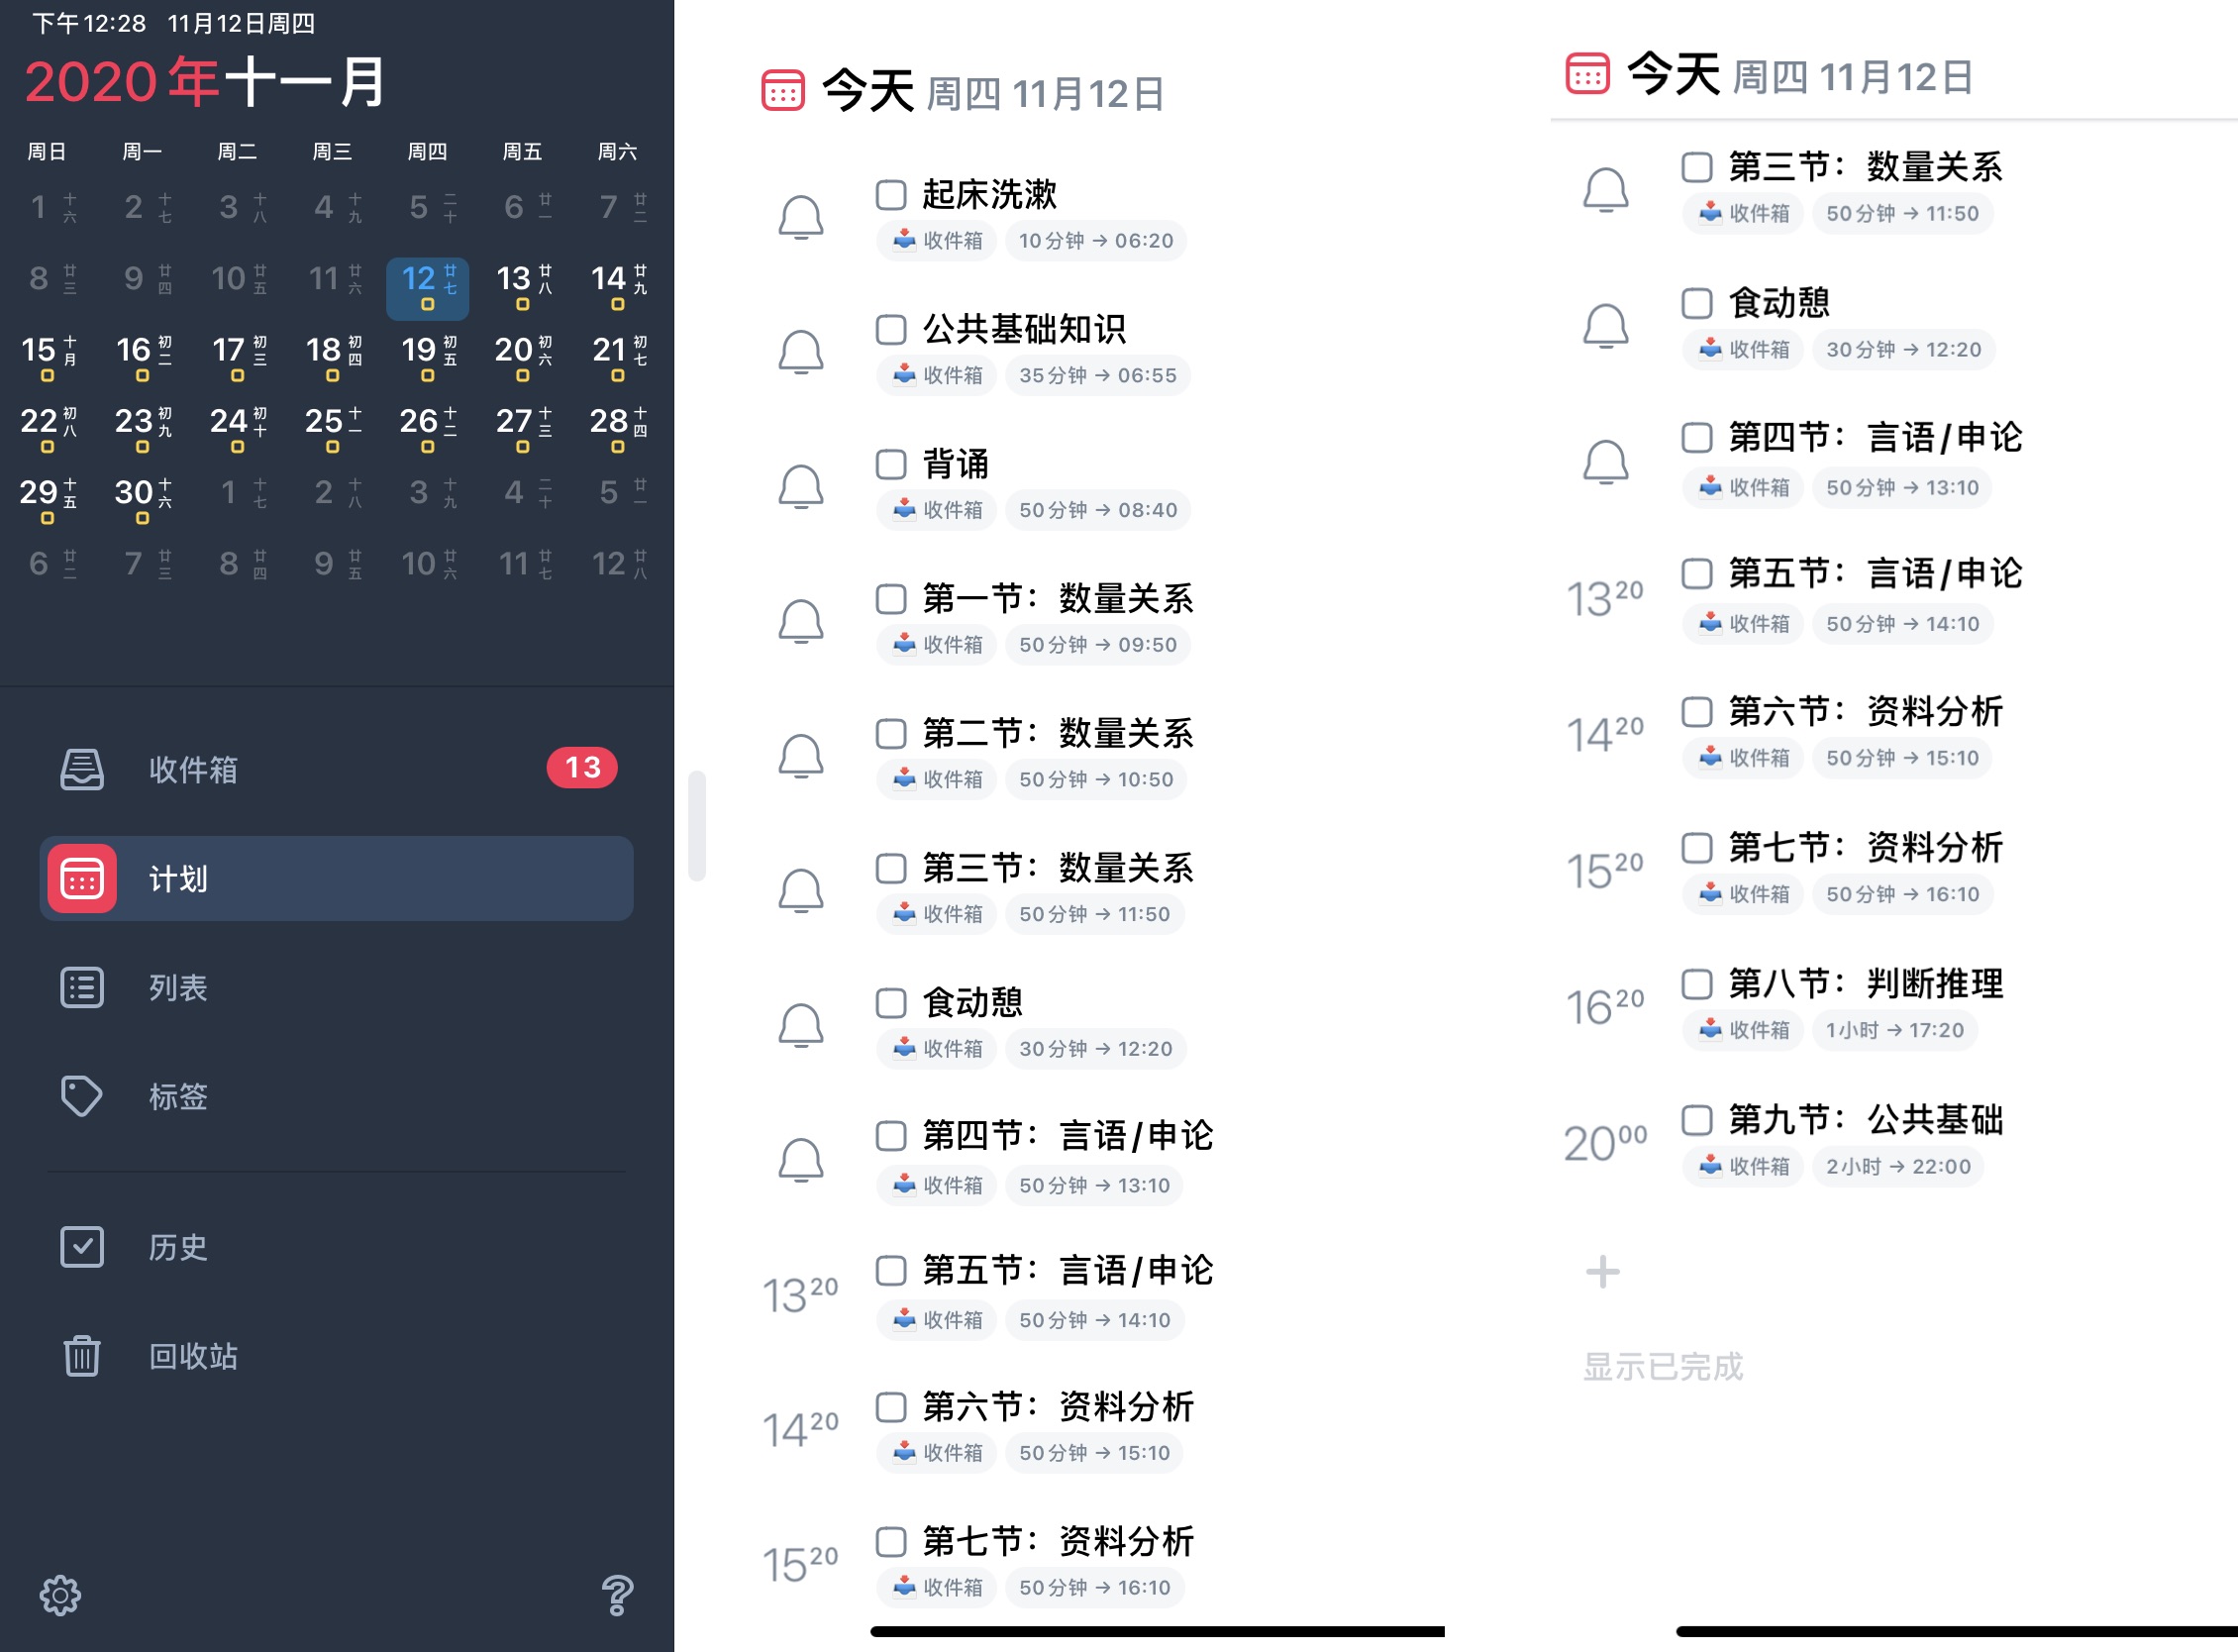 下午12:28 11月12日周四
2020年十一月
周日 周一 周二 周三 周四 周五 周六
1 十六 2 十七 3 十八 4 十九 5 二十 6 廿一 7 廿二
8 廿三 9 廿四 10 廿五 11 廿六 12 廿七 13 廿八 14 廿九
15 十月 16 初二 17 初三 18 初四 19 初五 20 初六 21 初七
22 初八 23 初九 24 初十 25 十一 26 十二 27 十三 28 十四
29 十五 30 十六 1 十七 2 十八 3 十九 4 二十 5 廿一
6 廿二 7 廿三 8 廿四 9 廿五 10 廿六 11 廿七 12 廿八
收件箱 13
计划
列表
标签
历史
回收站
?
今天 周四 11月12日
起床洗漱
收件箱 10分钟 → 06:20
公共基础知识
收件箱 35分钟 → 06:55
背诵
收件箱 50分钟 → 08:40
第一节：数量关系
收件箱 50分钟 → 09:50
第二节：数量关系
收件箱 50分钟 → 10:50
第三节：数量关系
收件箱 50分钟 → 11:50
食动憩
收件箱 30分钟 → 12:20
第四节：言语/申论
收件箱 50分钟 → 13:10
13 20 第五节：言语/申论
收件箱 50分钟 → 14:10
14 20 第六节：资料分析
收件箱 50分钟 → 15:10
15 20 第七节：资料分析
收件箱 50分钟 → 16:10
今天 周四 11月12日
第三节：数量关系
收件箱 50分钟 → 11:50
食动憩
收件箱 30分钟 → 12:20
第四节：言语/申论
收件箱 50分钟 → 13:10
13 20 第五节：言语/申论
收件箱 50分钟 → 14:10
14 20 第六节：资料分析
收件箱 50分钟 → 15:10
15 20 第七节：资料分析
收件箱 50分钟 → 16:10
16 20 第八节：判断推理
收件箱 1小时 → 17:20
20 00 第九节：公共基础
收件箱 2小时 → 22:00
+
显示已完成